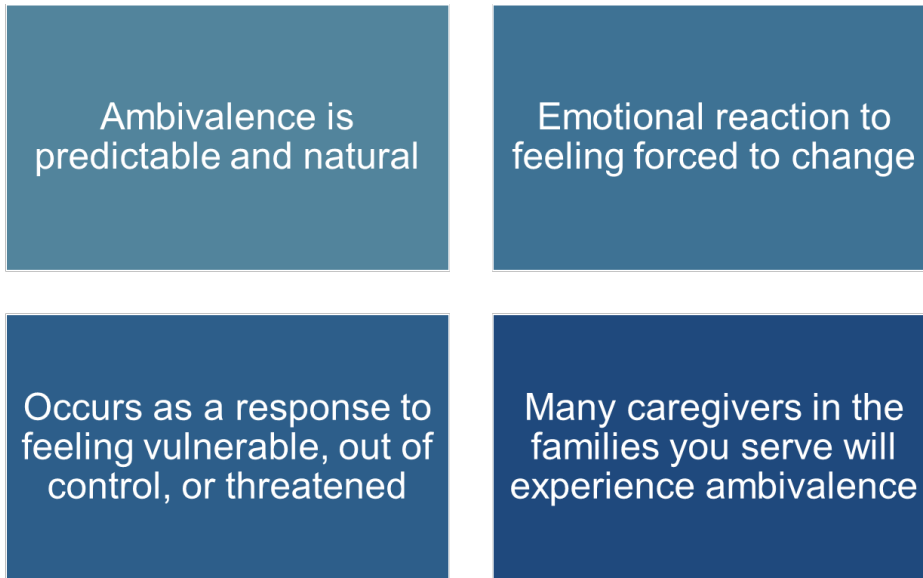 Ambivalence is
predictable and natural
Emotional reaction to
feeling forced to change
Occurs as a response to
feeling vulnerable, out of
control, or threatened
Many caregivers in the
families you serve will
experience ambivalence